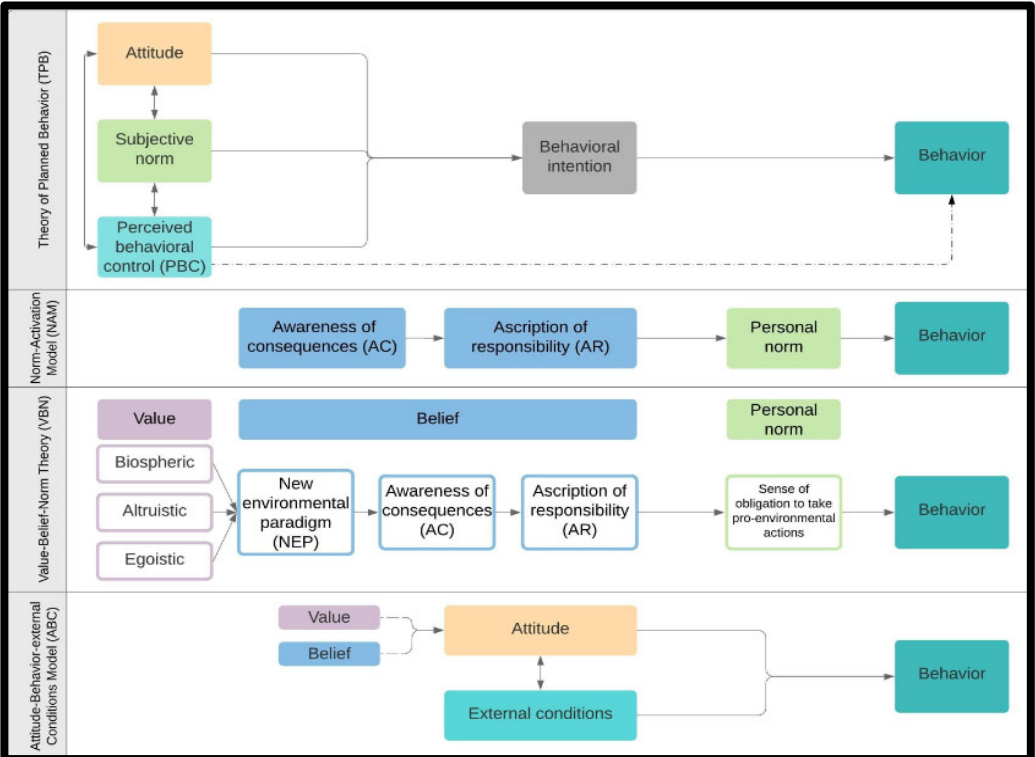 Theory of Planned Behavior (TPB)
Attitude
Subjective
norm
Perceived
behavioral
control (PBC)
Behavioral
intention
Behavior
Norm-Activation
Model (NAM)
Awareness of
consequences (AC)
Ascription of
responsibility (AR)
Personal
norm
Behavior
Value-Belief-Norm Theory (VBN)
Value
Belief
Personal
norm
Biospheric
Altruistic
Egoistic
New
environmental
paradigm
(NEP)
Awareness of
consequences
(AC)
Ascription of
responsibility
(AR)
Sense of
obligation to take
pro-environmental
actions
Behavior
Attitude-Behavior-external
Conditions Model (ABC)
Value
Belief
Attitude
External conditions
Behavior